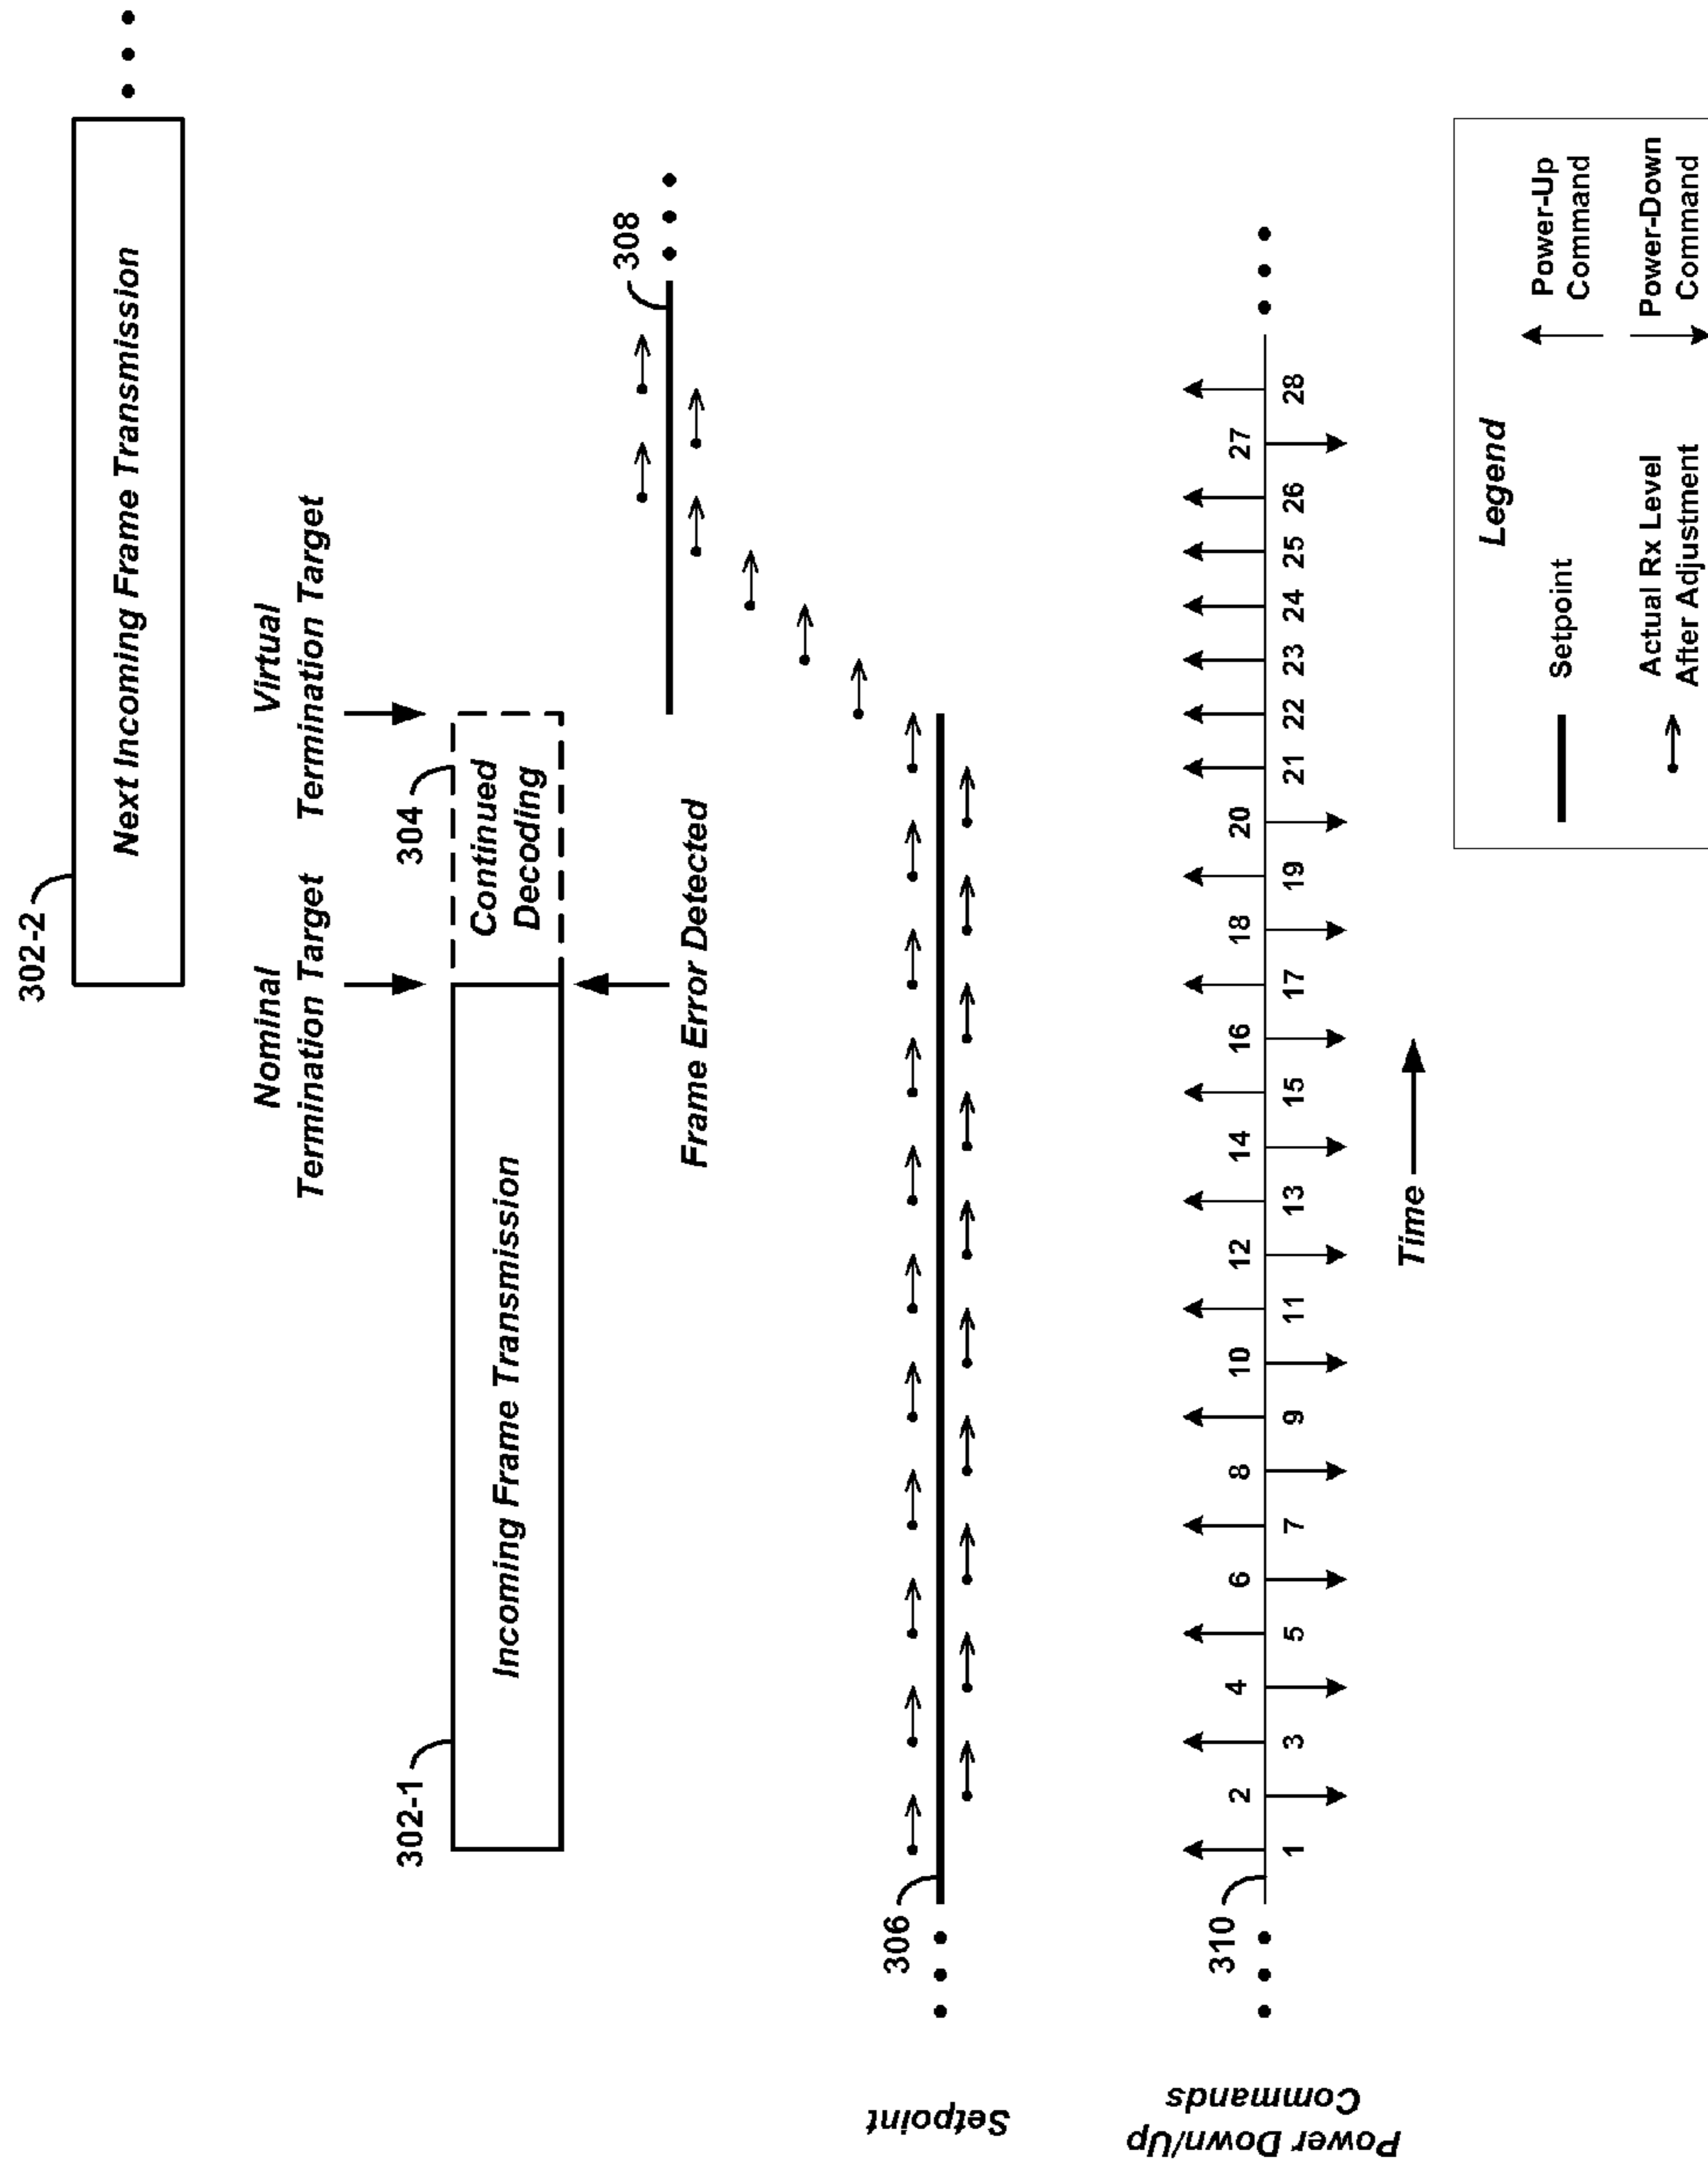 302-2
Next Incoming Frame Transmission
Nominal
Termination Target
Virtual
Termination Target
302-1
304
Incoming Frame Transmission
Continued
Decoding
308
Frame Error Detected
Setpoint
306
Power Down/Up
Commands
310
1
2
3
4
5
6
7
8
9
10
11
12
13
14
15
16
17
18
19
20
21
22
23
24
25
26
27
28
Time
Legend
Setpoint
Power-Up
Command
Actual Rx Level
After Adjustment
Power-Down
Command